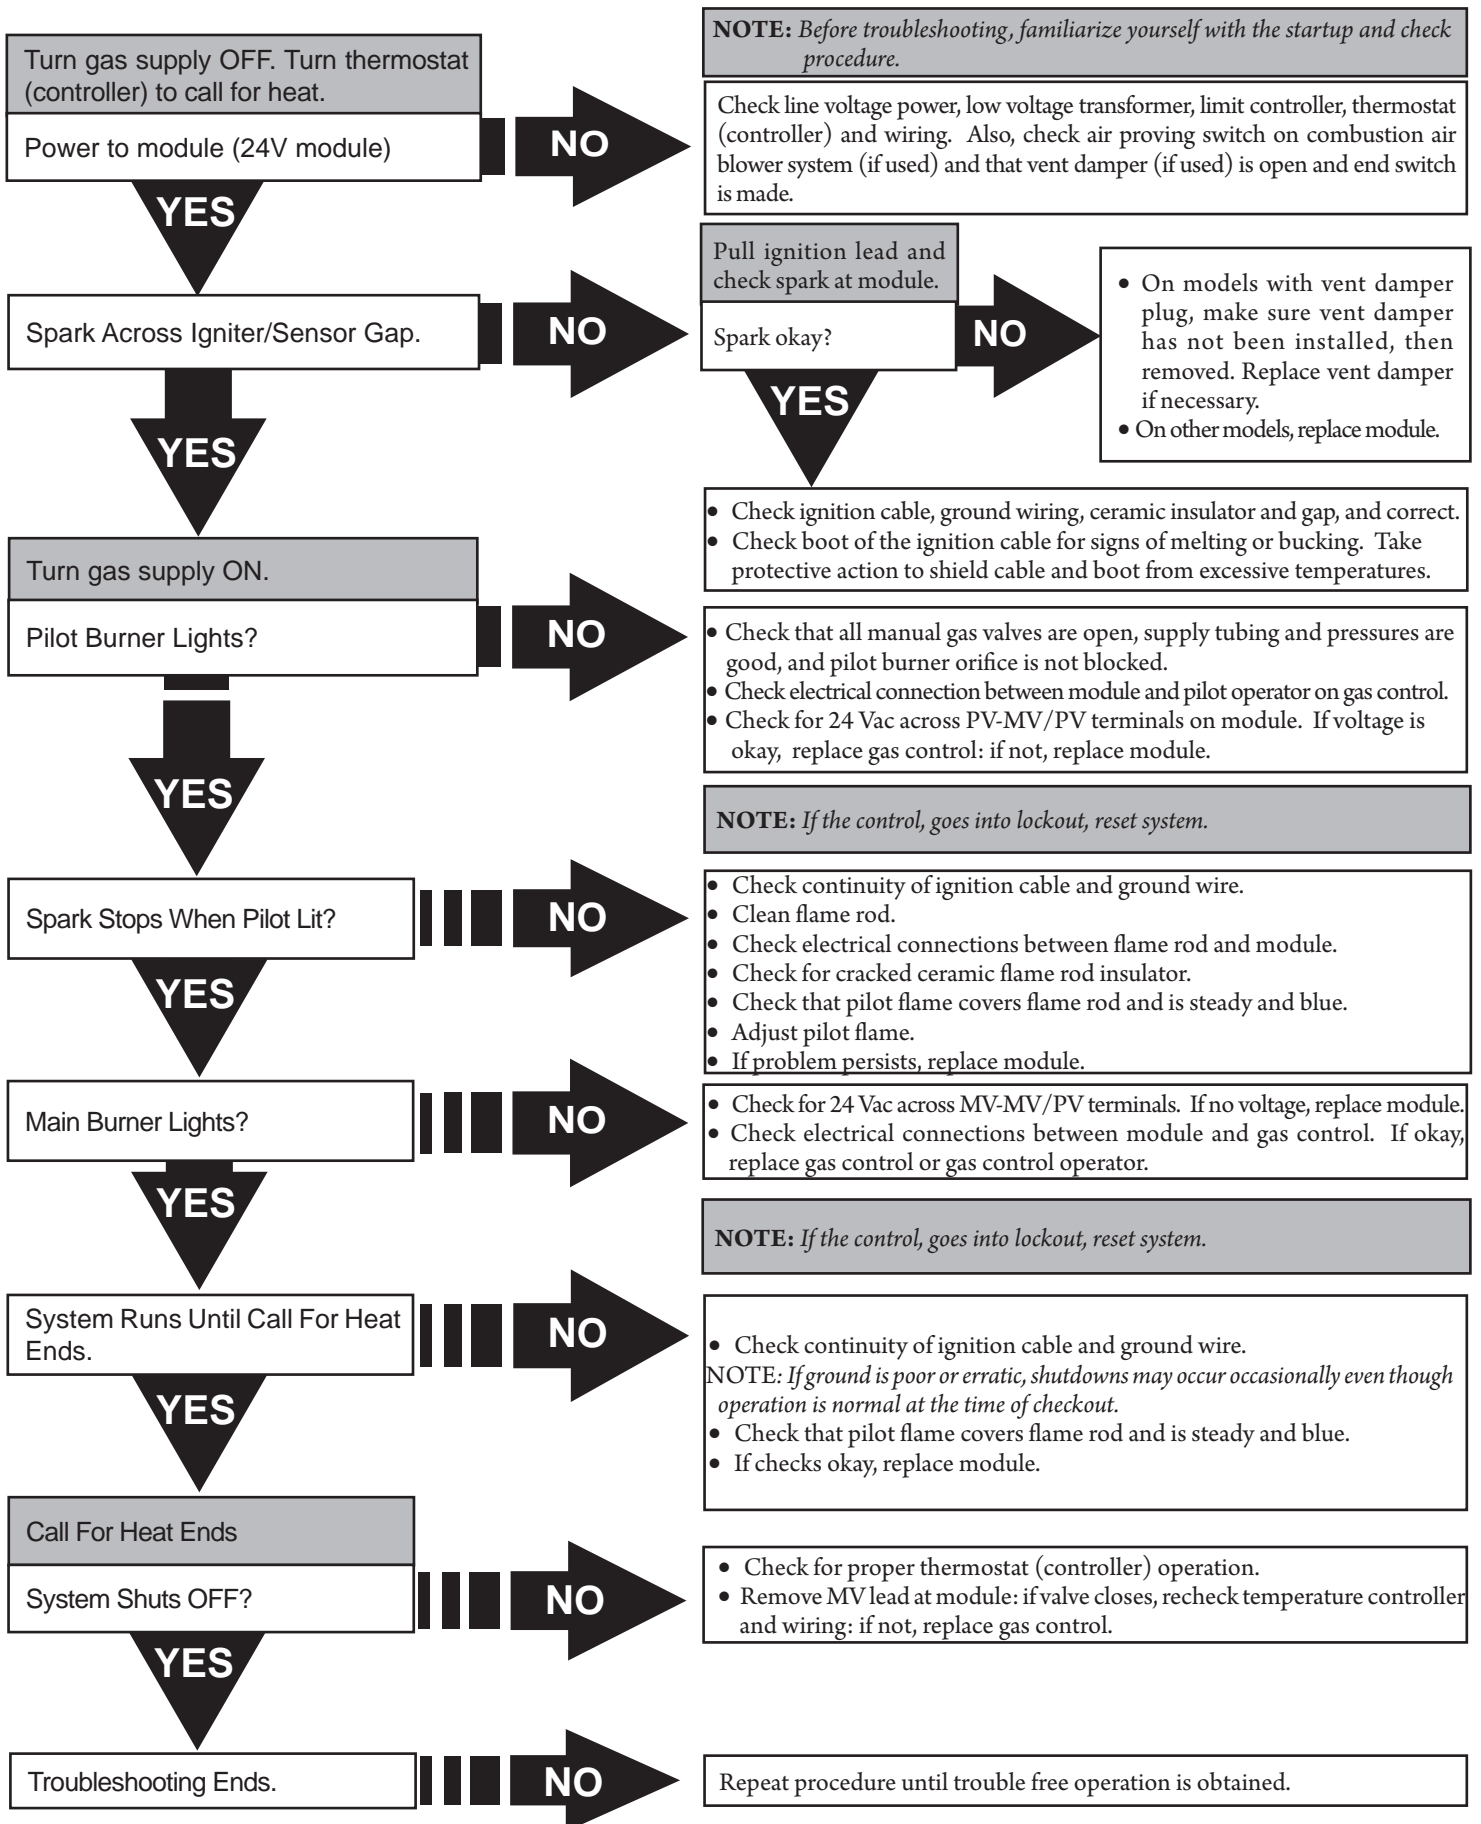 NOTE: Before troubleshooting, familiarize yourself with the startup and check
procedure.
Turn gas supply OFF. Turn thermostat
(controller) to call for heat.
Power to module (24V module)
NO
Check line voltage power, low voltage transformer, limit controller, thermostat
(controller) and wiring. Also, check air proving switch on combustion air
blower system (if used) and that vent damper (if used) is open and end switch
is made.
YES
Spark Across Igniter/Sensor Gap.
NO
Pull ignition lead and
check spark at module.
Spark okay?
NO
• On models with vent damper
plug, make sure vent damper
has not been installed, then
removed. Replace vent damper
if necessary.
• On other models, replace module.
YES
YES
• Check ignition cable, ground wiring, ceramic insulator and gap, and correct.
• Check boot of the ignition cable for signs of melting or bucking. Take
protective action to shield cable and boot from excessive temperatures.
Turn gas supply ON.
Pilot Burner Lights?
NO
• Check that all manual gas valves are open, supply tubing and pressures are
good, and pilot burner orifice is not blocked.
• Check electrical connection between module and pilot operator on gas control.
• Check for 24 Vac across PV-MV/PV terminals on module. If voltage is
okay, replace gas control: if not, replace module.
YES
NOTE: If the control, goes into lockout, reset system.
Spark Stops When Pilot Lit?
NO
• Check continuity of ignition cable and ground wire.
• Clean flame rod.
• Check electrical connections between flame rod and module.
• Check for cracked ceramic flame rod insulator.
• Check that pilot flame covers flame rod and is steady and blue.
• Adjust pilot flame.
• If problem persists, replace module.
YES
Main Burner Lights?
NO
• Check for 24 Vac across MV-MV/PV terminals. If no voltage, replace module.
• Check electrical connections between module and gas control. If okay,
replace gas control or gas control operator.
YES
NOTE: If the control, goes into lockout, reset system.
System Runs Until Call For Heat
Ends.
NO
• Check continuity of ignition cable and ground wire.
NOTE: If ground is poor or erratic, shutdowns may occur occasionally even though
operation is normal at the time of checkout.
• Check that pilot flame covers flame rod and is steady and blue.
• If checks okay, replace module.
YES
Call For Heat Ends
System Shuts OFF?
NO
• Check for proper thermostat (controller) operation.
• Remove MV lead at module: if valve closes, recheck temperature controller
and wiring: if not, replace gas control.
YES
Troubleshooting Ends.
NO
Repeat procedure until trouble free operation is obtained.